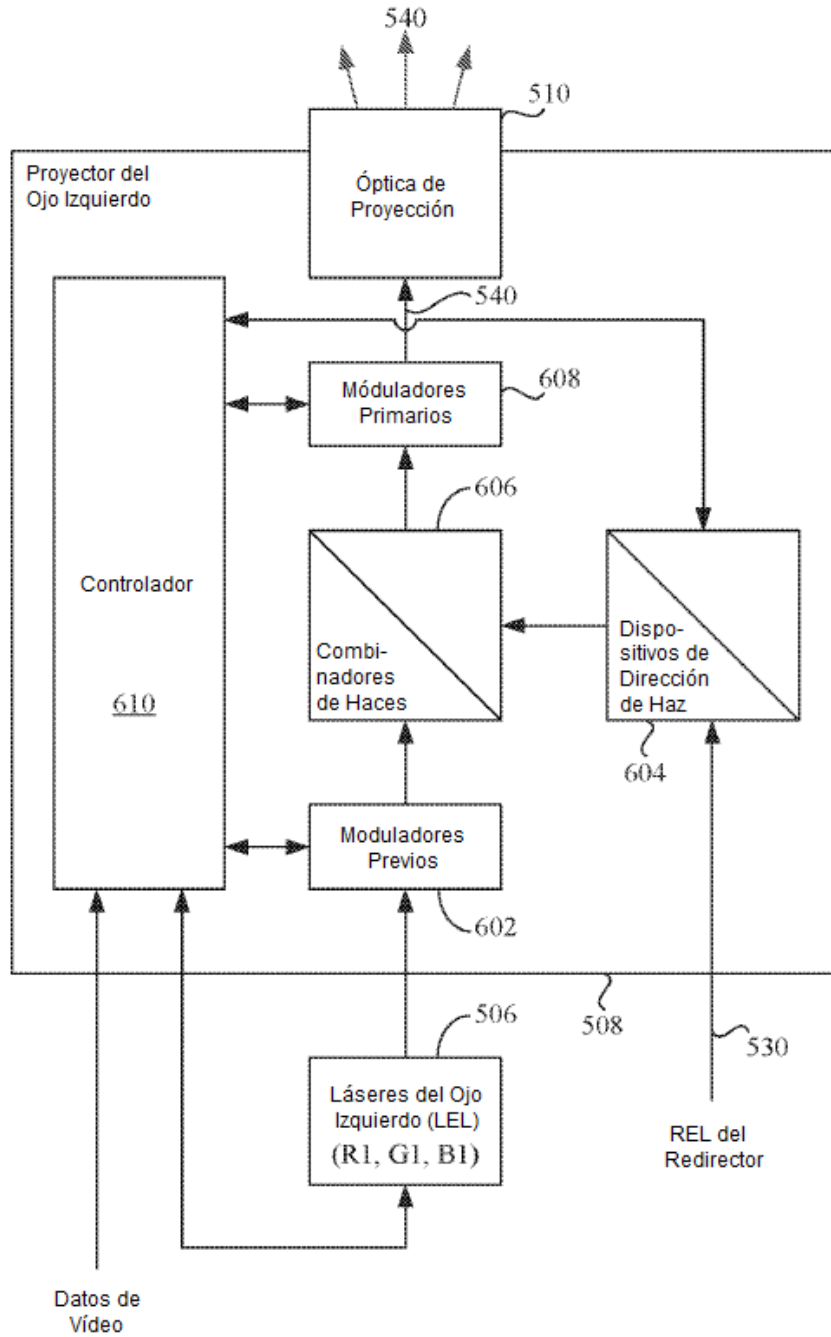 540
510
Proyector del
Ojo Izquierdo
Óptica de
Proyección
540
Móduladores
Primarios
608
606
Controlador
610
Combi-
nadores
de Haces
Dispo-
sitivos de
Dirección
de Haz
604
Moduladores
Previos
602
508
506
530
Láseres del Ojo
Izquierdo (LEL)
(R1, G1, B1)
REL del
Redirector
Datos de
Vídeo